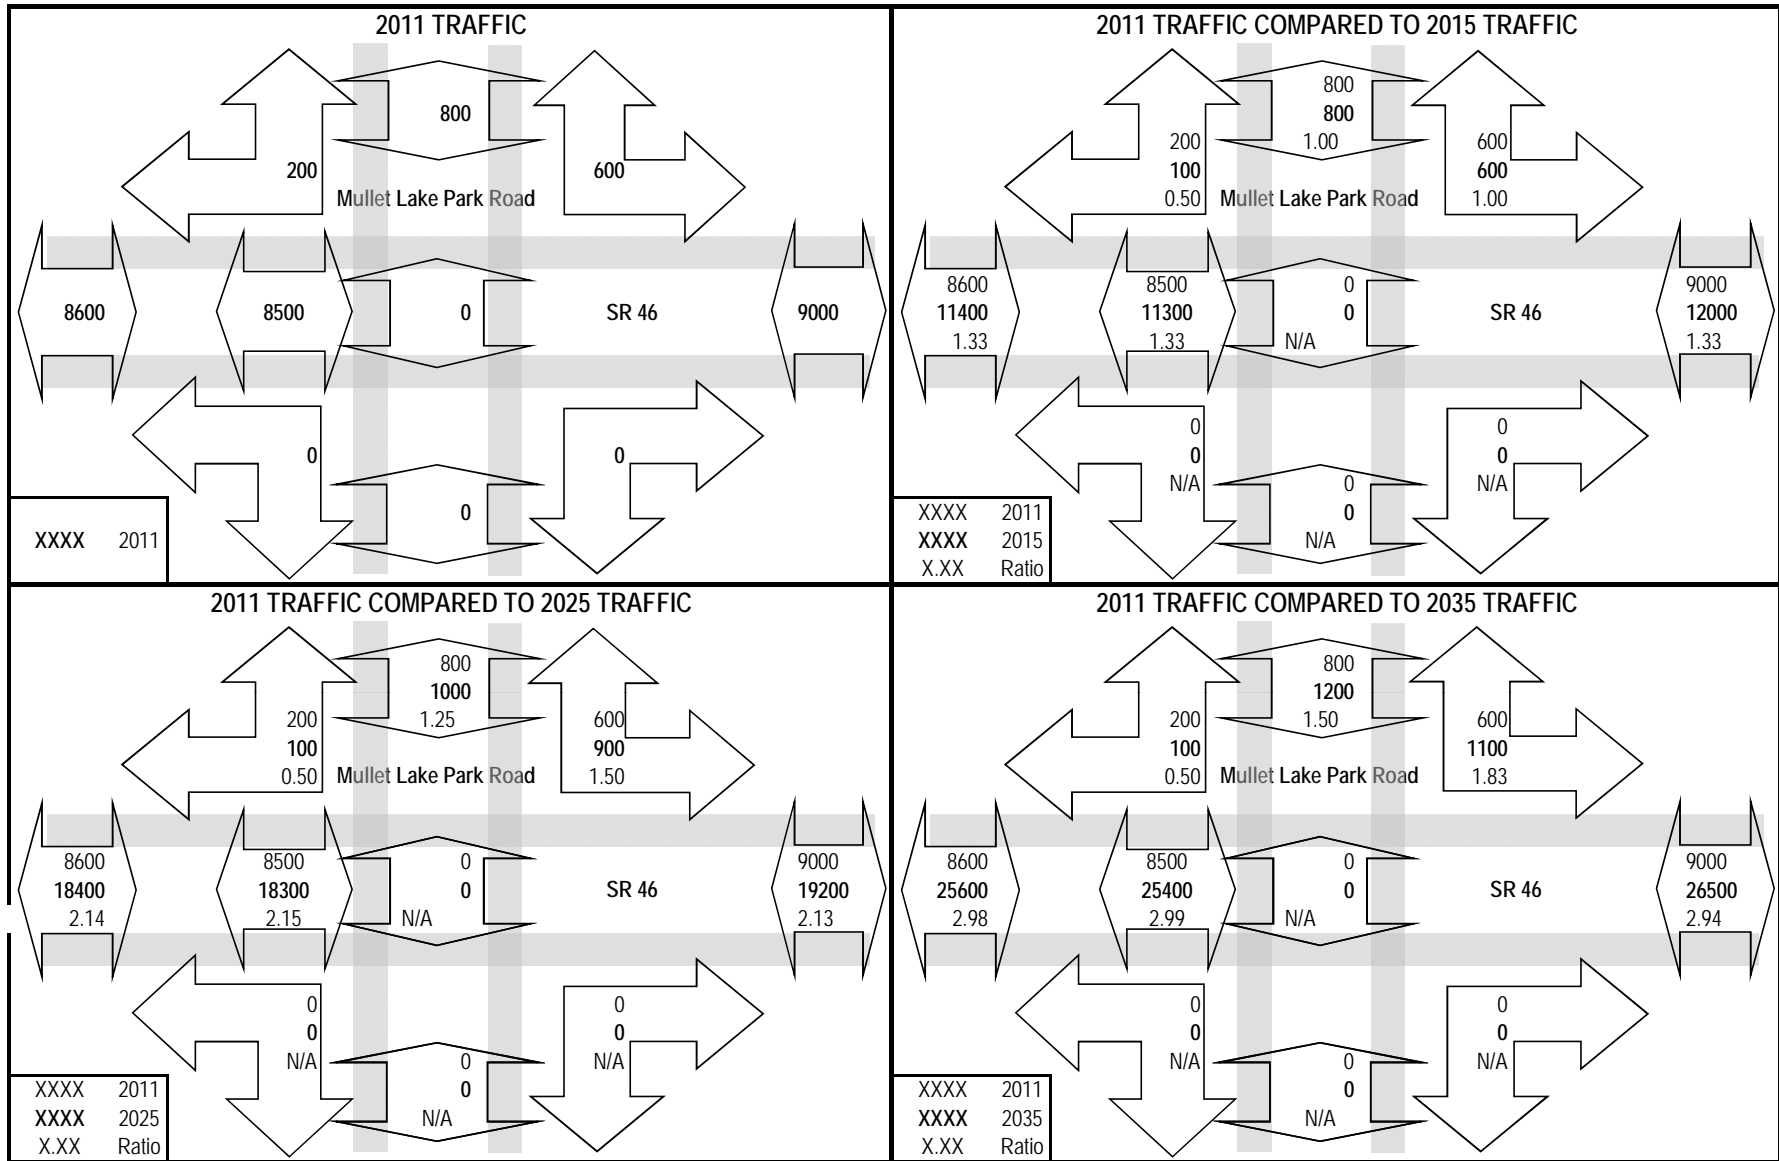 2011 TRAFFIC
800
200
600
Mullet Lake Park Road
8600
8500
0
SR 46
9000
0
0
0
XXXX 2011
2011 TRAFFIC COMPARED TO 2015 TRAFFIC
800
800
1.00
200
100
0.50
600
600
1.00
Mullet Lake Park Road
8600
11400
1.33
8500
11300
1.33
0
0
N/A
SR 46
9000
12000
1.33
0
0
N/A
0
0
N/A
0
0
N/A
XXXX 2011
XXXX 2015
X.XX Ratio
2011 TRAFFIC COMPARED TO 2025 TRAFFIC
800
1000
1.25
200
100
0.50
600
900
1.50
Mullet Lake Park Road
8600
18400
2.14
8500
18300
2.15
0
0
N/A
SR 46
9000
19200
2.13
0
0
N/A
0
0
N/A
0
0
N/A
XXXX 2011
XXXX 2025
X.XX Ratio
2011 TRAFFIC COMPARED TO 2035 TRAFFIC
800
1200
1.50
200
100
0.50
600
1100
1.83
Mullet Lake Park Road
8600
25600
2.98
8500
25400
2.99
0
0
N/A
SR 46
9000
26500
2.94
0
0
N/A
0
0
N/A
0
0
N/A
XXXX 2011
XXXX 2035
X.XX Ratio